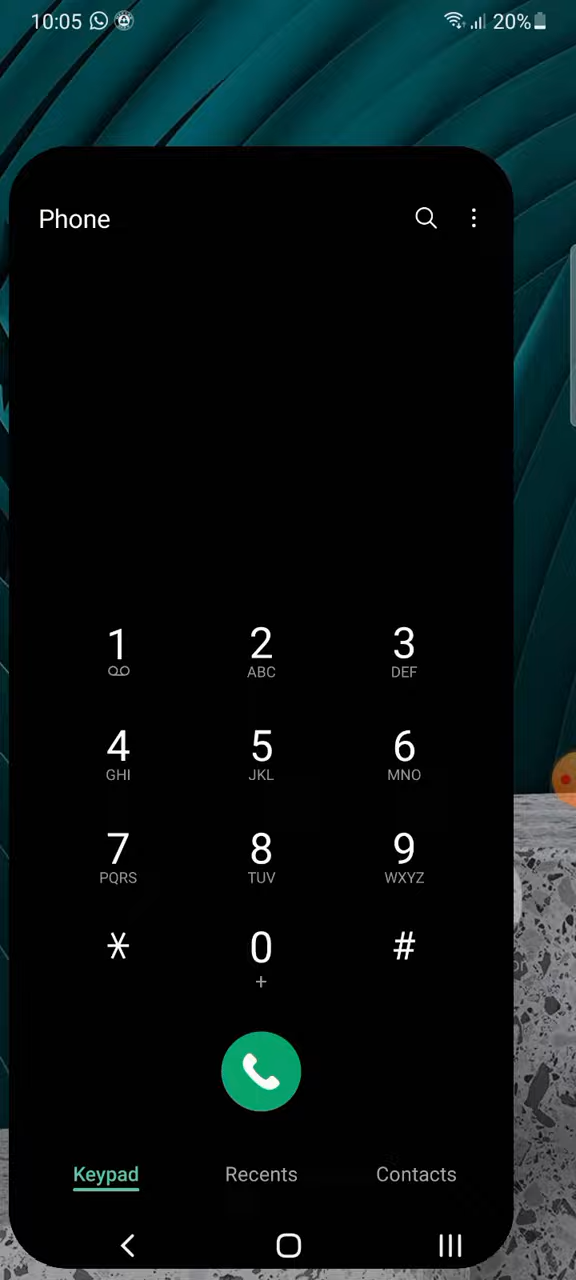 10:05 20%
Phone
1 2 3
ABC DEF
4 5 6
GHI JKL MNO
7 8 9
PQRS TUV WXYZ
* 0 #
+
Keypad Recents Contacts